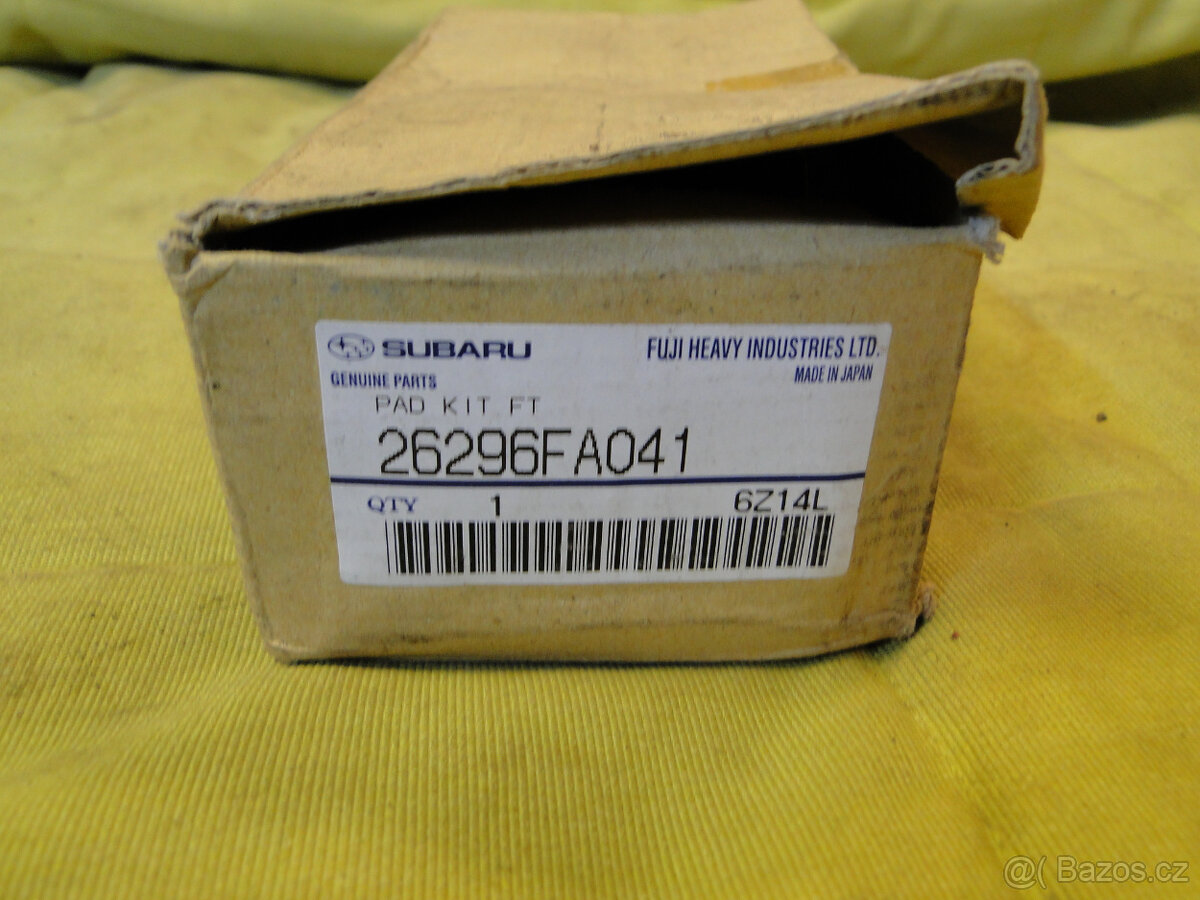 SUBARU
FUJI HEAVY INDUSTRIES LTD.
GENUINE PARTS
MADE IN JAPAN
PAD KIT FT
26296FA041
QTY 1 6Z14L
@( Bazos.cz